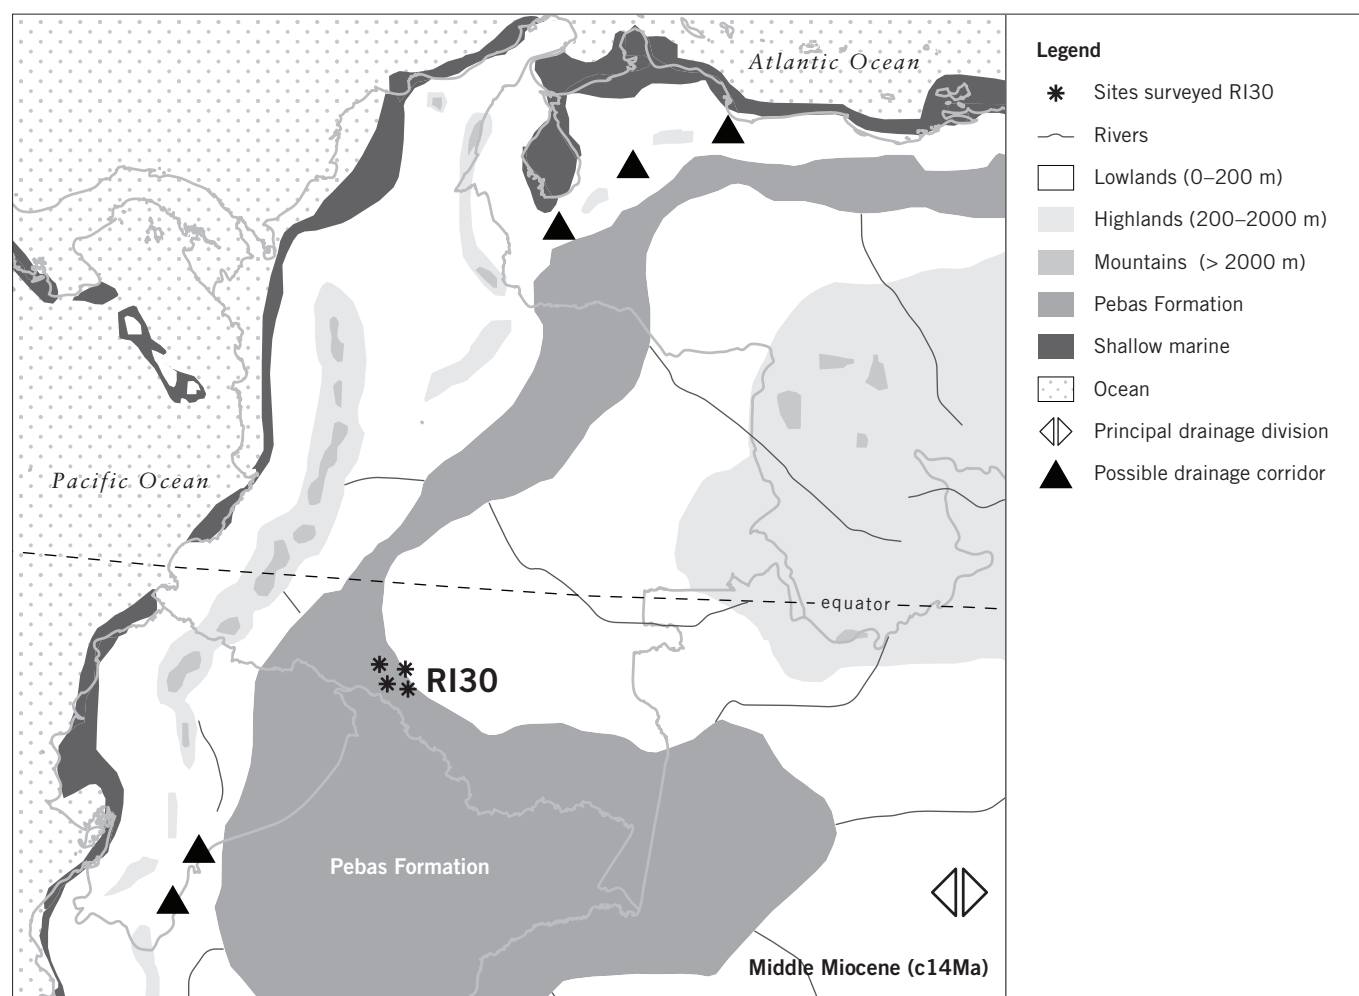 Atlantic Ocean
Pacific Ocean
equator
RI30
Pebas Formation
Middle Miocene (c14Ma)
Legend
Sites surveyed RI30
Rivers
Lowlands (0–200 m)
Highlands (200–2000 m)
Mountains (> 2000 m)
Pebas Formation
Shallow marine
Ocean
Principal drainage division
Possible drainage corridor